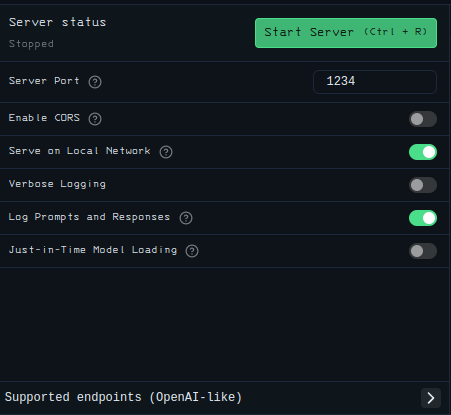 Server status
Stopped
Start Server (Ctrl + R)
Server Port ?
1234
Enable CORS ?
Serve on Local Network ?
Verbose Logging
Log Prompts and Responses ?
Just-in-Time Model Loading ?
Supported endpoints (OpenAI-like)